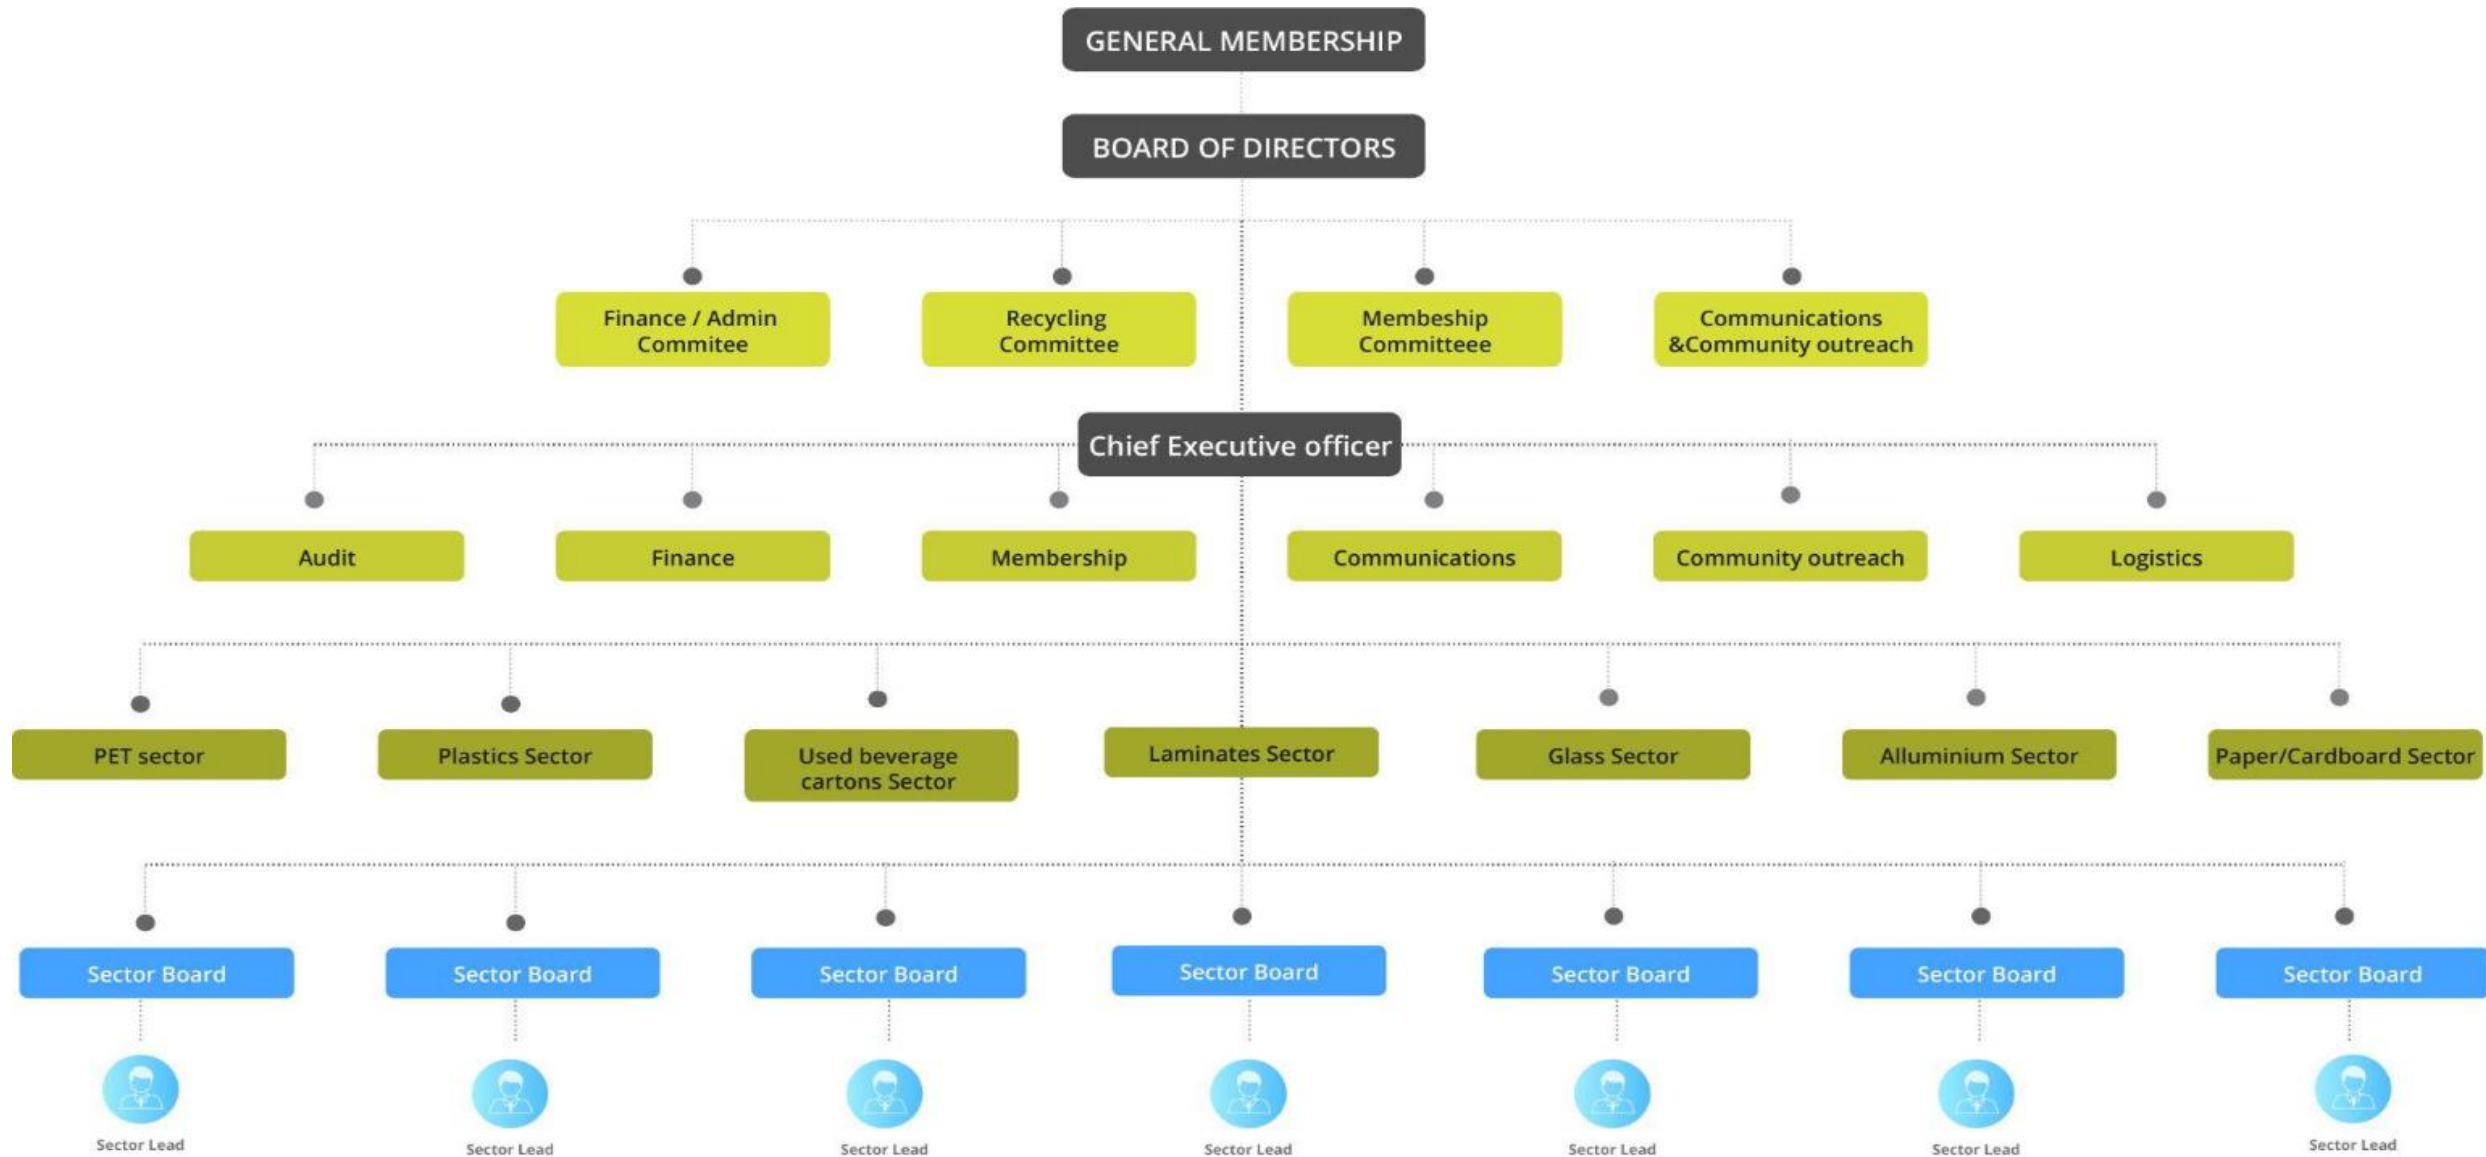 GENERAL MEMBERSHIP
BOARD OF DIRECTORS
Finance / Admin
Commitee
Recycling
Committee
Membeship
Committeee
Communications
&Community outreach
Chief Executive officer
Audit
Finance
Membership
Communications
Community outreach
Logistics
PET sector
Plastics Sector
Used beverage
cartons Sector
Laminates Sector
Glass Sector
Alluminium Sector
Paper/Cardboard Sector
Sector Board
Sector Board
Sector Board
Sector Board
Sector Board
Sector Board
Sector Board
Sector Lead
Sector Lead
Sector Lead
Sector Lead
Sector Lead
Sector Lead
Sector Lead